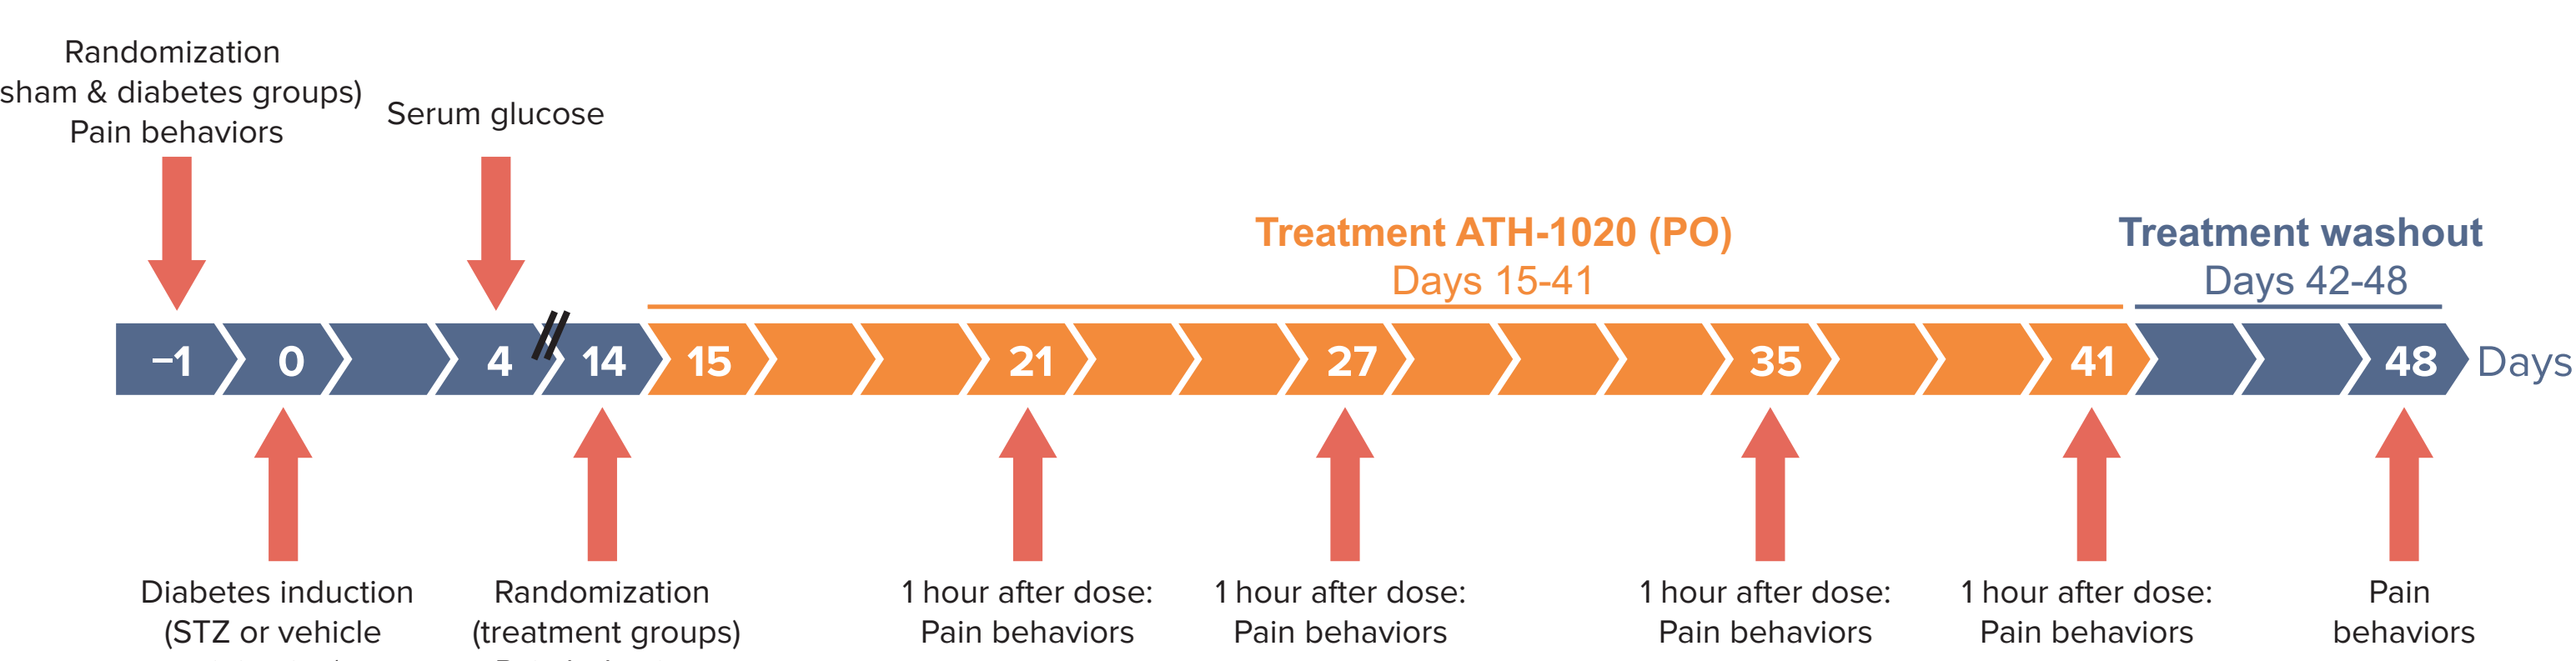 Randomization
sham & diabetes groups)
Pain behaviors
Serum glucose
Treatment ATH-1020 (PO)
Days 15-41
Treatment washout
Days 42-48
−1
0
4
14
15
21
27
35
41
48
Days
Diabetes induction
(STZ or vehicle
Randomization
(treatment groups)
1 hour after dose:
Pain behaviors
1 hour after dose:
Pain behaviors
1 hour after dose:
Pain behaviors
1 hour after dose:
Pain behaviors
Pain
behaviors